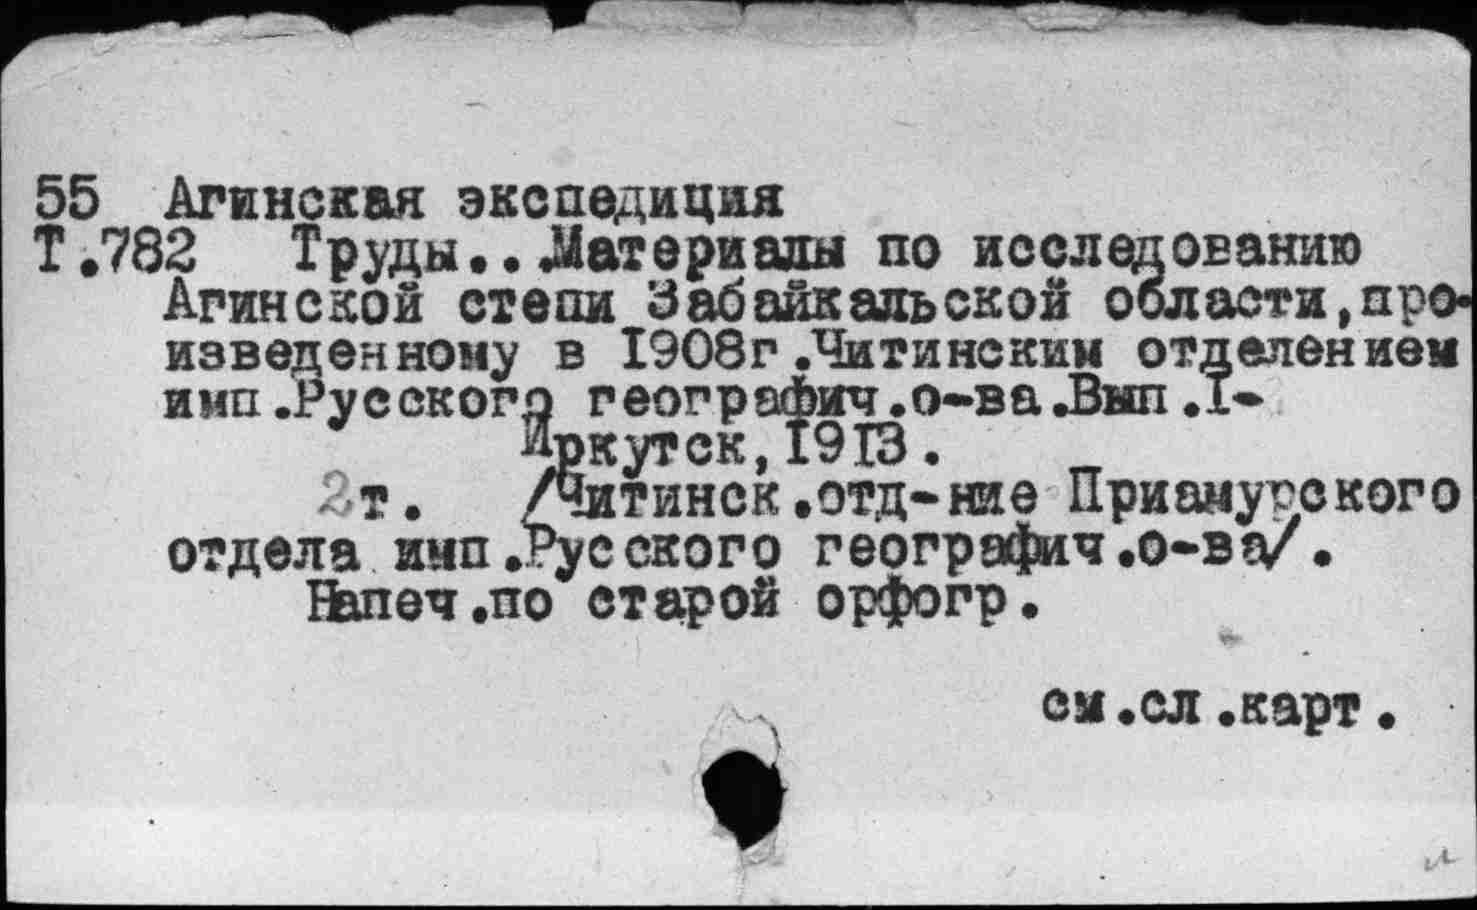 55 Агинская экспедиция
Т.782 Труды...Материалы по исследованию
Агинской степи Забайкальской области,про-
изведенному в 1908г.Читинским отделением
имп.Русского географич.о-ва.Вып.I-
Иркутск,1913.
2т. /Читинск.отд-ние Приамурского
отдела имп.Русского географич.о-ва/.
Напеч.по старой орфогр.
см.сл.карт.